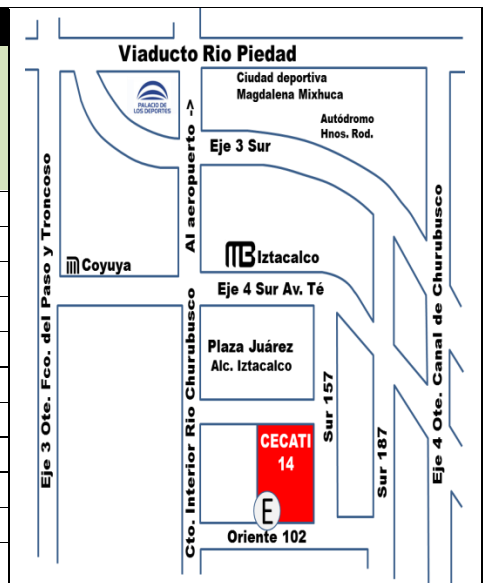 Viaducto Rio Piedad
PALACIO DE
LOS DEPORTES
Ciudad deportiva
Magdalena Mixhuca
Autódromo
Hnos. Rod.
Al aeropuerto ->
Eje 3 Sur
Eje 3 Ote. Fco. del Paso y Troncoso
Coyuya
MB Iztacalco
Eje 4 Sur Av. Té
Eje 4 Ote. Canal de Churubusco
Cto. Interior Rio Churubusco
Plaza Juárez
Alc. Iztacalco
Sur 157
Sur 187
CECATI
14
E
Oriente 102